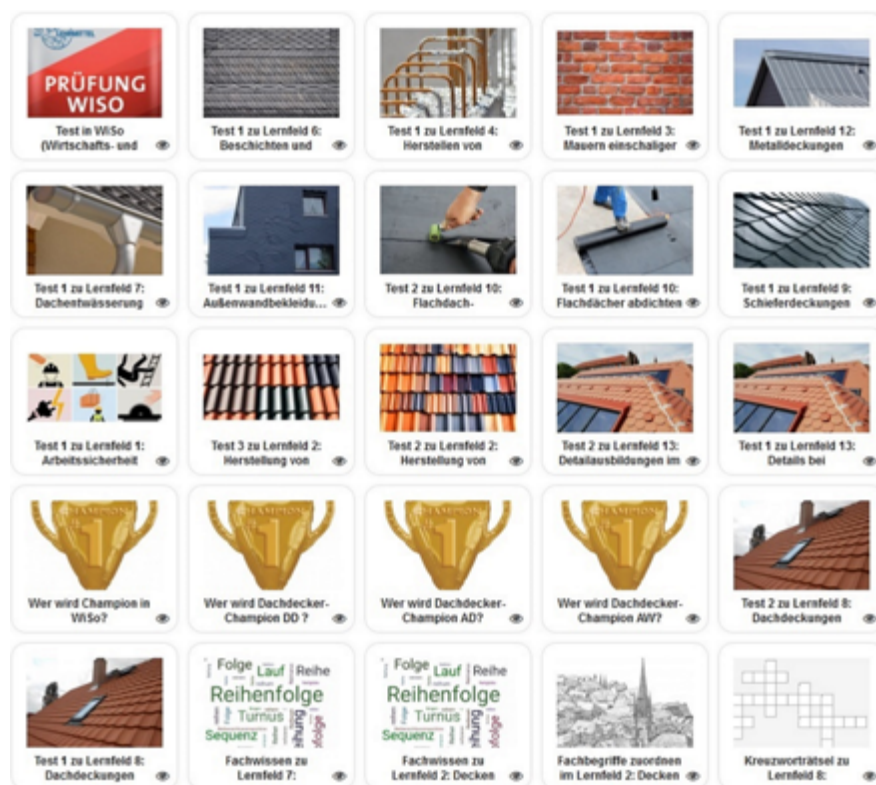 LEHRMITTEL
PRÜFUNG
WISO
Test in WiSo
(Wirtschafts- und
Test 1 zu Lernfeld 6:
Beschichten und
Test 1 zu Lernfeld 4:
Herstellen von
Test 1 zu Lernfeld 3:
Mauern einschaliger
Test 1 zu Lernfeld 12:
Metalldeckungen
Test 1 zu Lernfeld 7:
Dachentwässerung
Test 1 zu Lernfeld 11:
Außenwandbekleidu...
Test 2 zu Lernfeld 10:
Flachdach-
Test 1 zu Lernfeld 10:
Flachdächer abdichten
Test 1 zu Lernfeld 9:
Schieferdeckungen
Test 1 zu Lernfeld 1:
Arbeitssicherheit
Test 3 zu Lernfeld 2:
Herstellung von
Test 2 zu Lernfeld 2:
Herstellung von
Test 2 zu Lernfeld 13:
Detailausbildungen im
Test 1 zu Lernfeld 13:
Details bei
CHAMPION
1
Wer wird Champion in
WiSo?
CHAMPION
1
Wer wird Dachdecker-
Champion DD ?
CHAMPION
1
Wer wird Dachdecker-
Champion AD?
CHAMPION
1
Wer wird Dachdecker-
Champion AW?
Test 2 zu Lernfeld 8:
Dachdeckungen
Test 1 zu Lernfeld 8:
Dachdeckungen
Folge Lauf Reihe
Reihenfolge
Turnus
Sequenz
Fachwissen zu
Lernfeld 7:
Folge Lauf Reihe
Reihenfolge
Turnus
Sequenz
Fachwissen zu
Lernfeld 2: Decken
Fachbegriffe zuordnen
im Lernfeld 2: Decken
Kreuzworträtsel zu
Lernfeld 8: